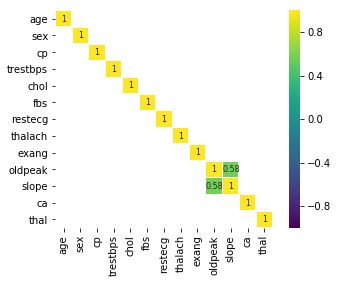 age
sex
cp
trestbps
chol
fbs
restecg
thalach
exang
oldpeak
slope
ca
thal
1
1
1
1
1
1
1
1
1
1 0.58
0.58 1
1
1
age
sex
cp
trestbps
chol
fbs
restecg
thalach
exang
oldpeak
slope
ca
thal
0.8
0.4
0.0
−0.4
−0.8